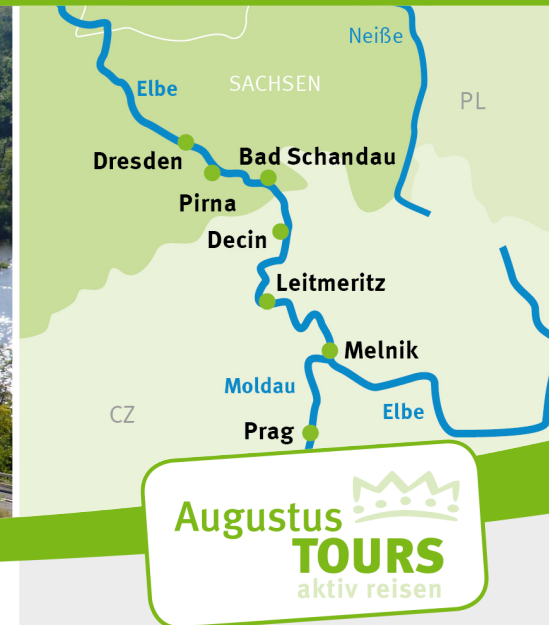 Neiße
Elbe
SACHSEN
PL
Dresden
Bad Schandau
Pirna
Decin
Leitmeritz
Melnik
Moldau
Elbe
CZ
Prag
Augustus
TOURS
aktiv reisen